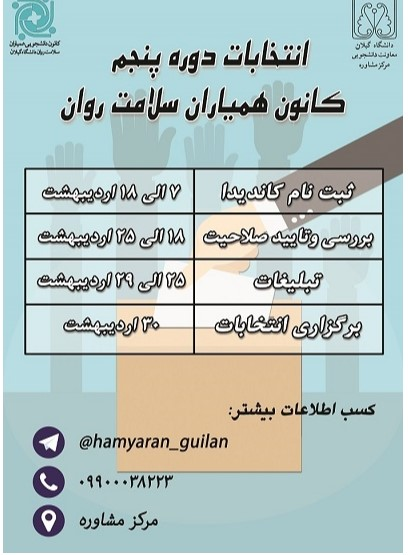 کانون دانشجویی همیاران
سلامت روان دانشگاه گیلان
دانشگاه گیلان
معاونت دانشجویی
مرکز مشاوره
انتخابات دوره پنجم
کانون همیاران سلامت روان
ثبت نام کاندیدا ۷ الی ۱۸ اردیبهشت
بررسی وتایید صلاحیت ۱۸ الی ۲۵ اردیبهشت
تبلیغات ۲۵ الی ۲۹ اردیبهشت
برگزاری انتخابات ۳۰ اردیبهشت
کسب اطلاعات بیشتر:
@hamyaran_guilan
۰۹۹۰۰۰۳۸۲۲۳
مرکز مشاوره